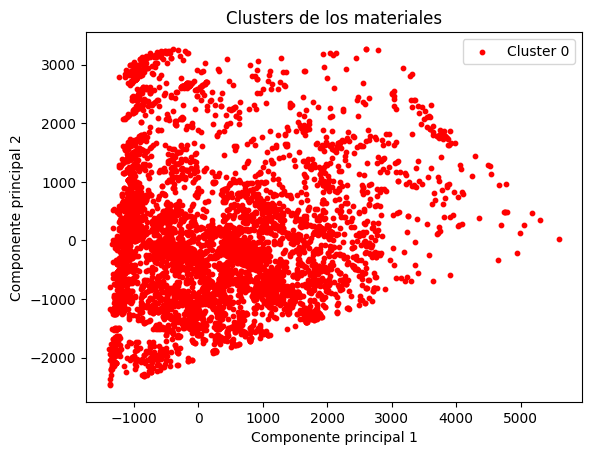 Clusters de los materiales
Cluster 0
Componente principal 2
3000
2000
1000
0
−1000
−2000
−1000 0 1000 2000 3000 4000 5000
Componente principal 1